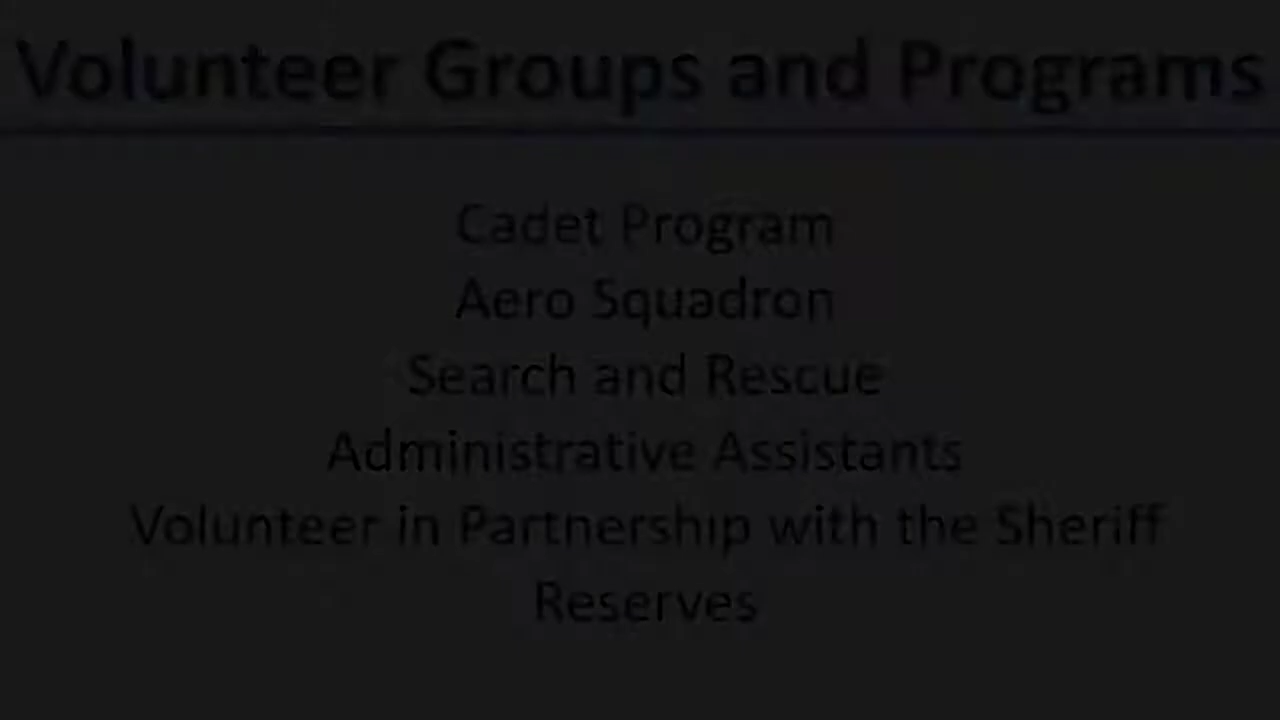 Volunteer Groups and Programs
Cadet Program
Aero Squadron
Search and Rescue
Administrative Assistants
Volunteer in Partnership with the Sheriff
Reserves